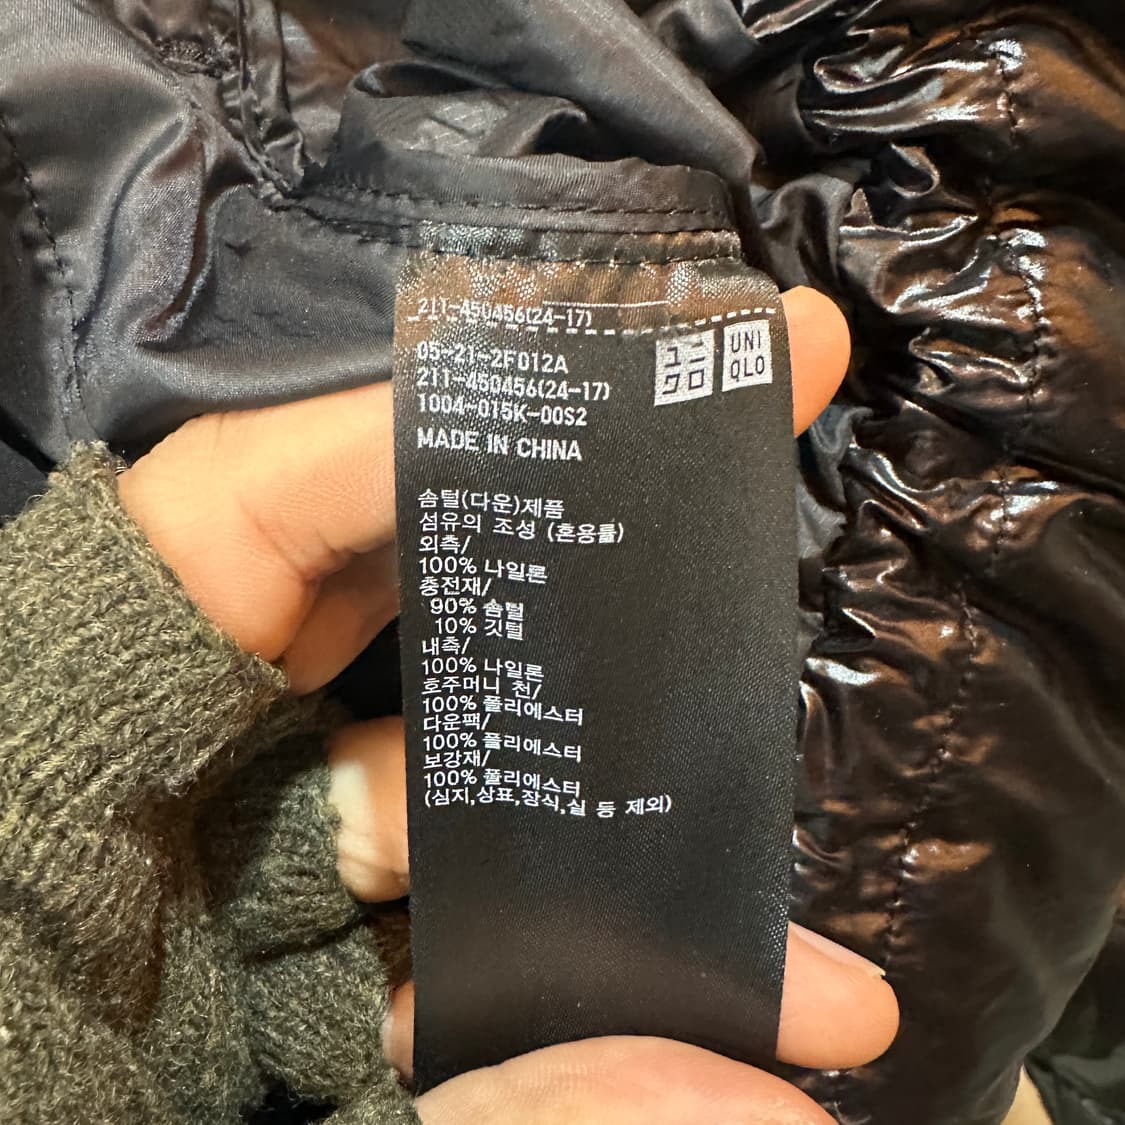 211-450456(24-17)
ユニ
クロ
UNI
QLO
05-21-2F012A
211-450456(24-17)
1004-015K-00S2
MADE IN CHINA
솜털(다운)제품
섬유의 조성 (혼용률)
외측/
100% 나일론
충전재/
90% 솜털
10% 깃털
내측/
100% 나일론
호주머니 천/
100% 폴리에스터
다운팩/
100% 폴리에스터
보강재/
100% 폴리에스터
(심지,상표,장식,실 등 제외)